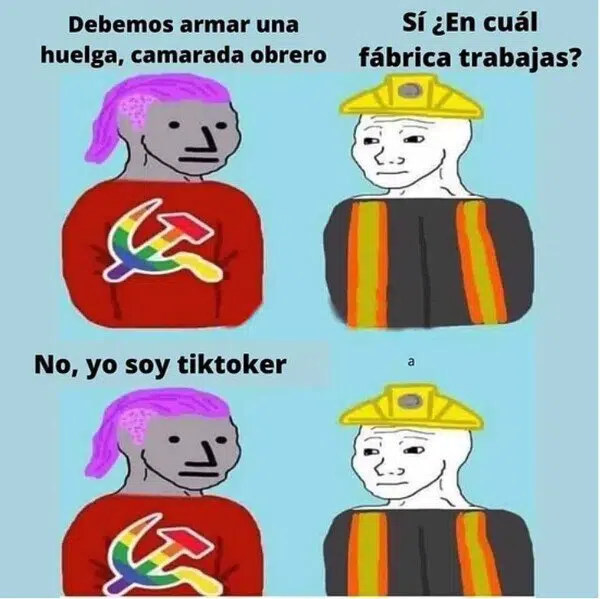 Debemos armar una
huelga, camarada obrero
Sí ¿En cuál
fábrica trabajas?
No, yo soy tiktoker
a